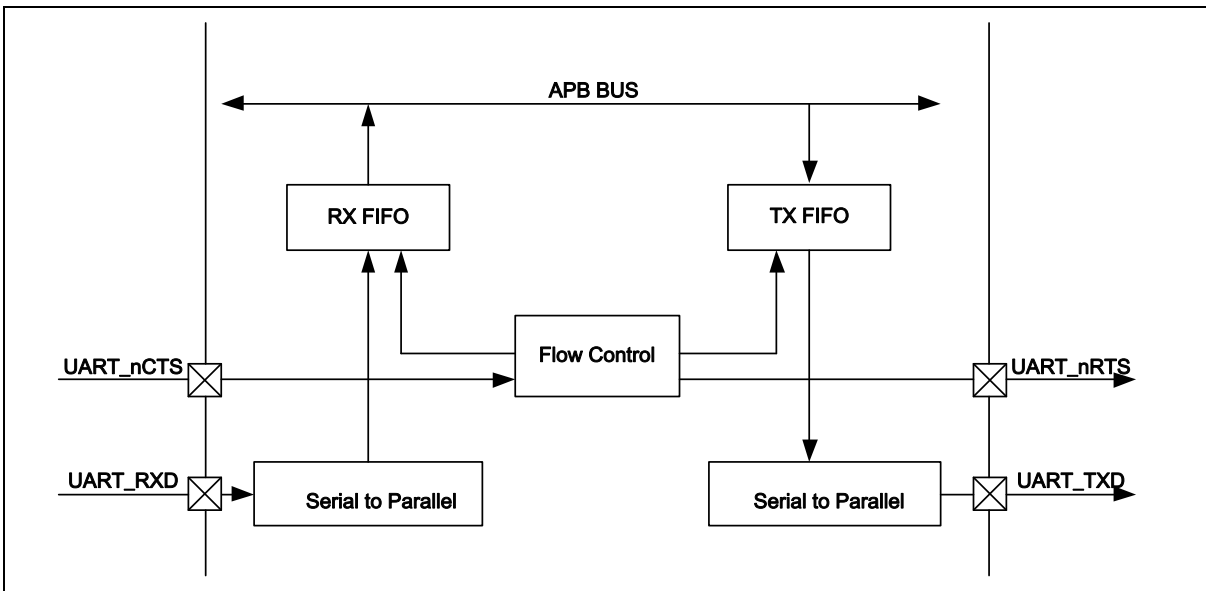 APB BUS
RX FIFO
TX FIFO
Flow Control
UART_nCTS
UART_nRTS
UART_RXD
Serial to Parallel
Serial to Parallel
UART_TXD